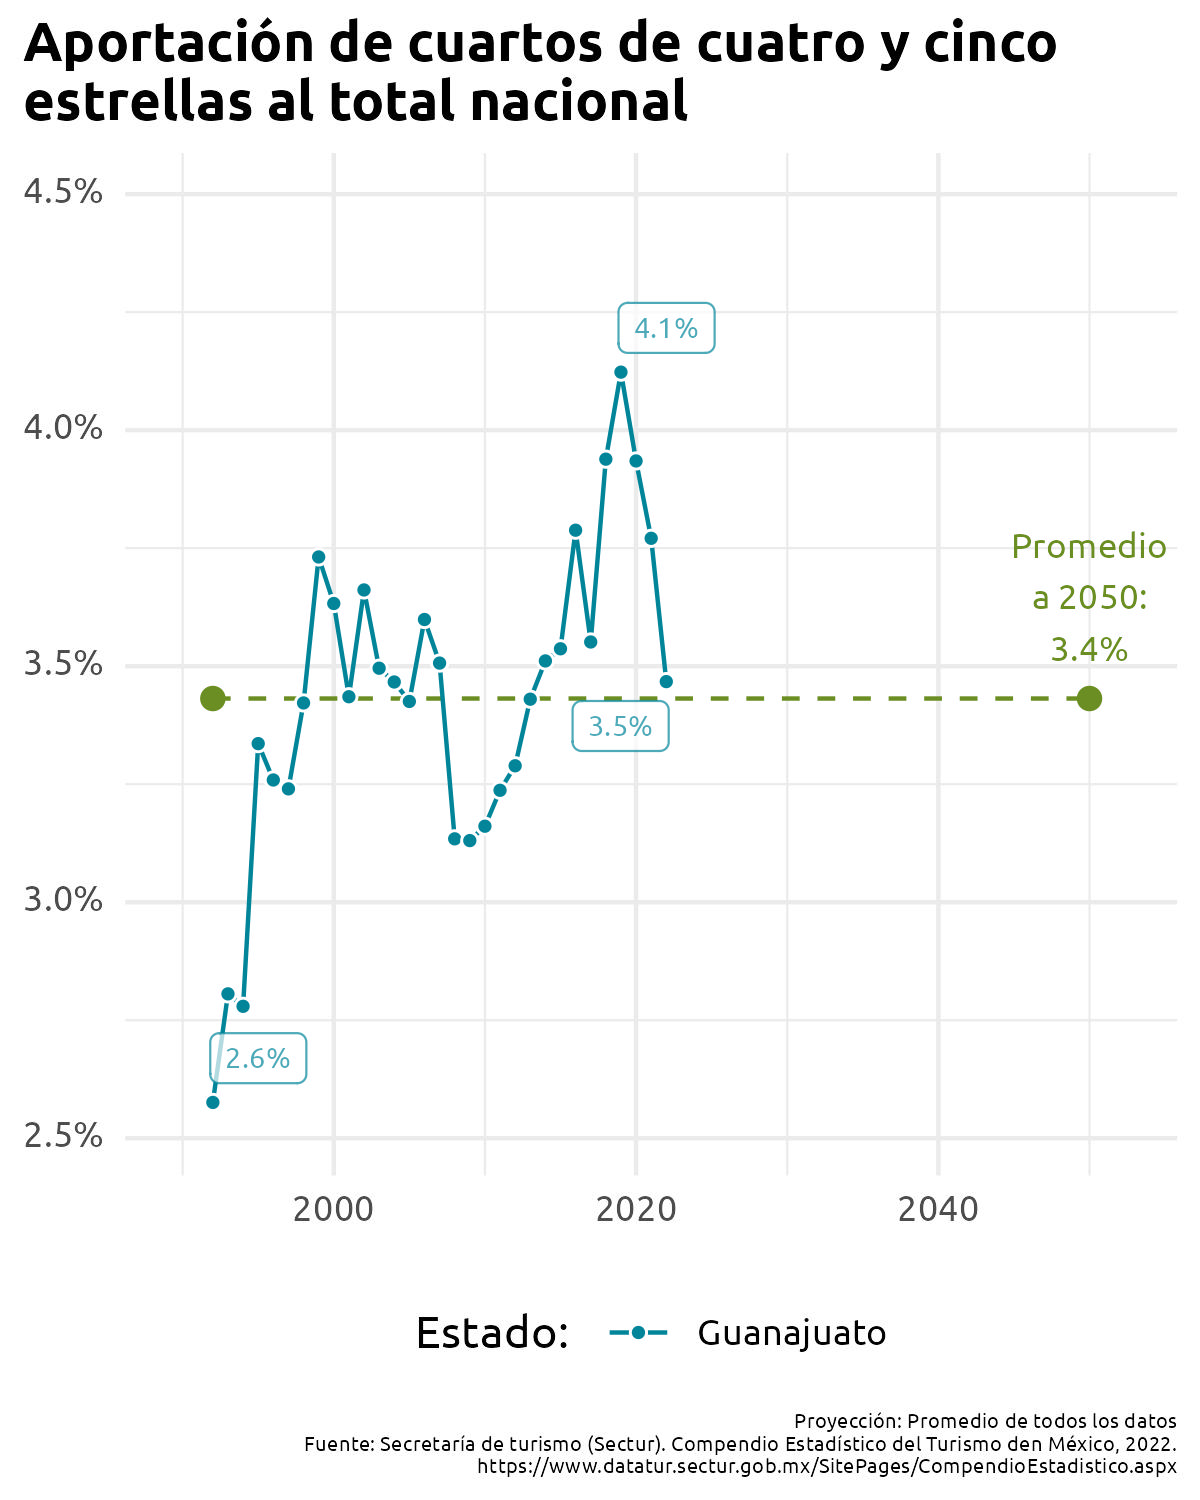 Aportación de cuartos de cuatro y cinco
estrellas al total nacional
4.5%
4.1%
4.0%
Promedio
a 2050:
3.4%
3.5%
3.5%
3.0%
2.6%
2.5%
2000
2020
2040
Estado:
Guanajuato
Proyección: Promedio de todos los datos
Fuente: Secretaría de turismo (Sectur). Compendio Estadístico del Turismo den México, 2022.
https://www.datatur.sectur.gob.mx/SitePages/CompendioEstadistico.aspx